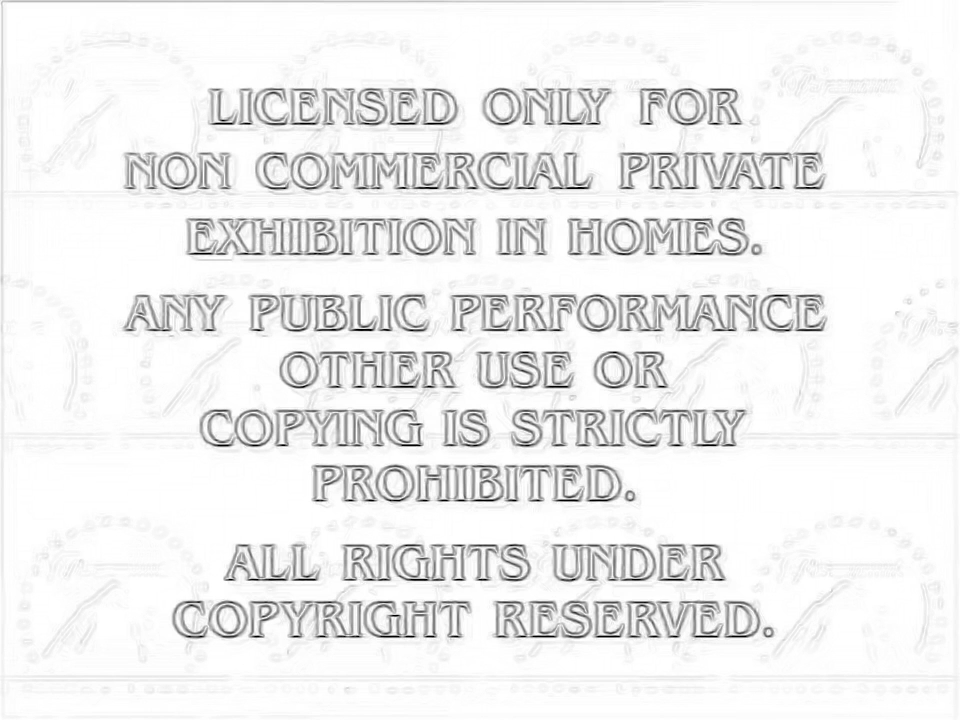 LICENSED ONLY FOR
NON COMMERCIAL PRIVATE
EXHIBITION IN HOMES.
ANY PUBLIC PERFORMANCE
OTHER USE OR
COPYING IS STRICTLY
PROHIBITED.
ALL RIGHTS UNDER
COPYRIGHT RESERVED.